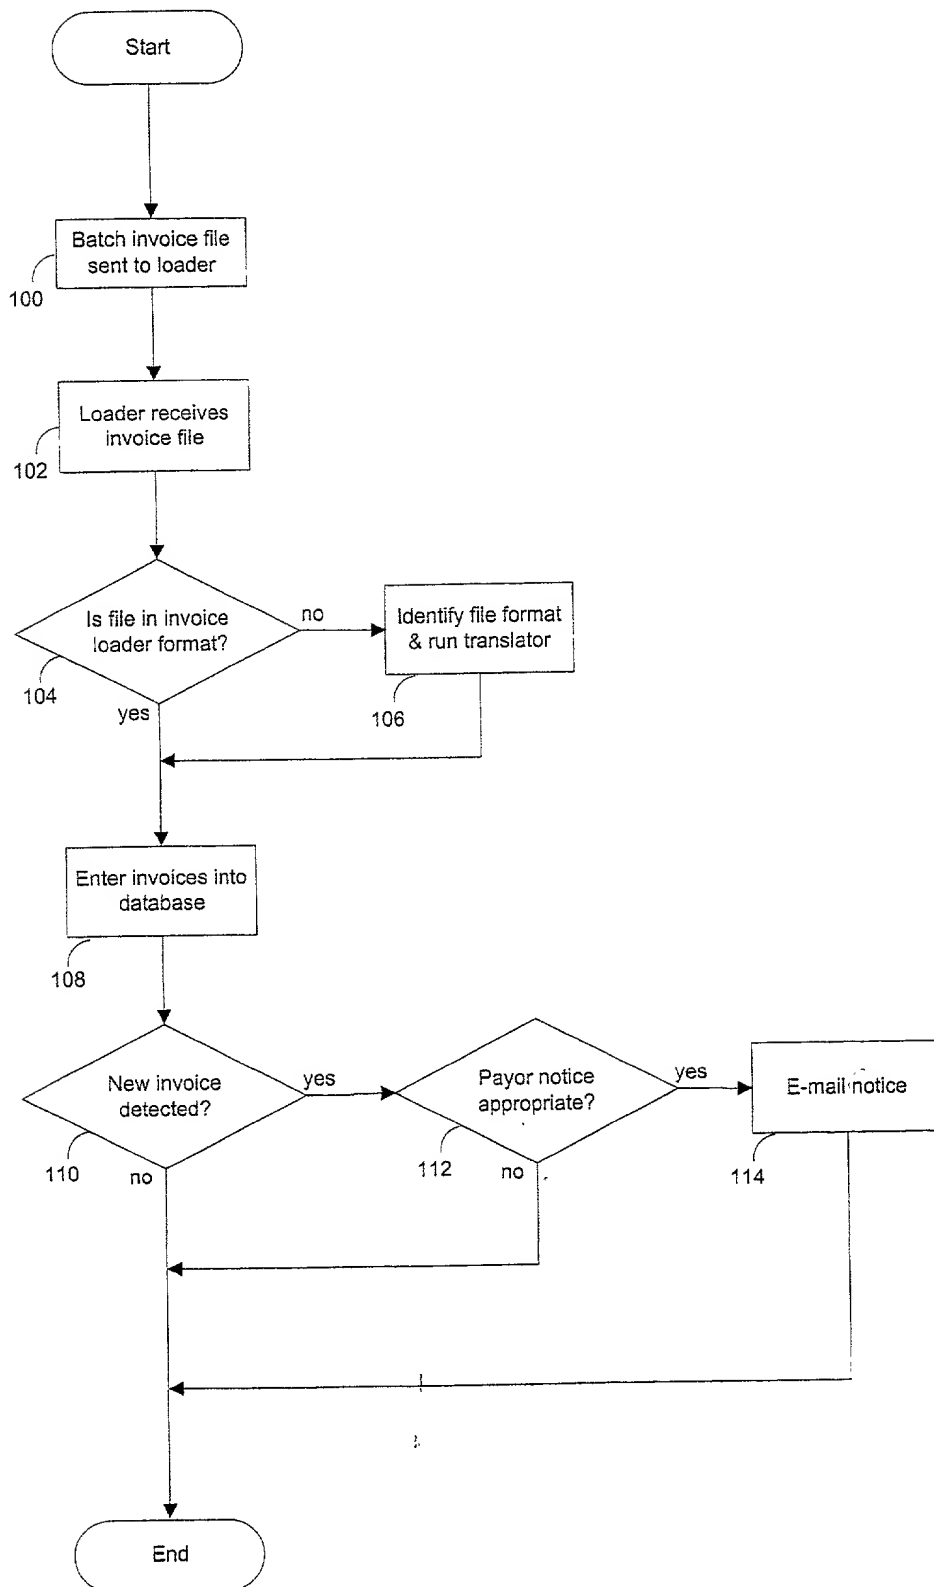 Start
Batch invoice file
sent to loader
100
Loader receives
invoice file
102
Is file in invoice
loader format?
no
104
yes
Identify file format
& run translator
106
Enter invoices into
database
108
New invoice
detected?
yes
110
no
Payor notice
appropriate?
yes
112
no
E-mail notice
114
End